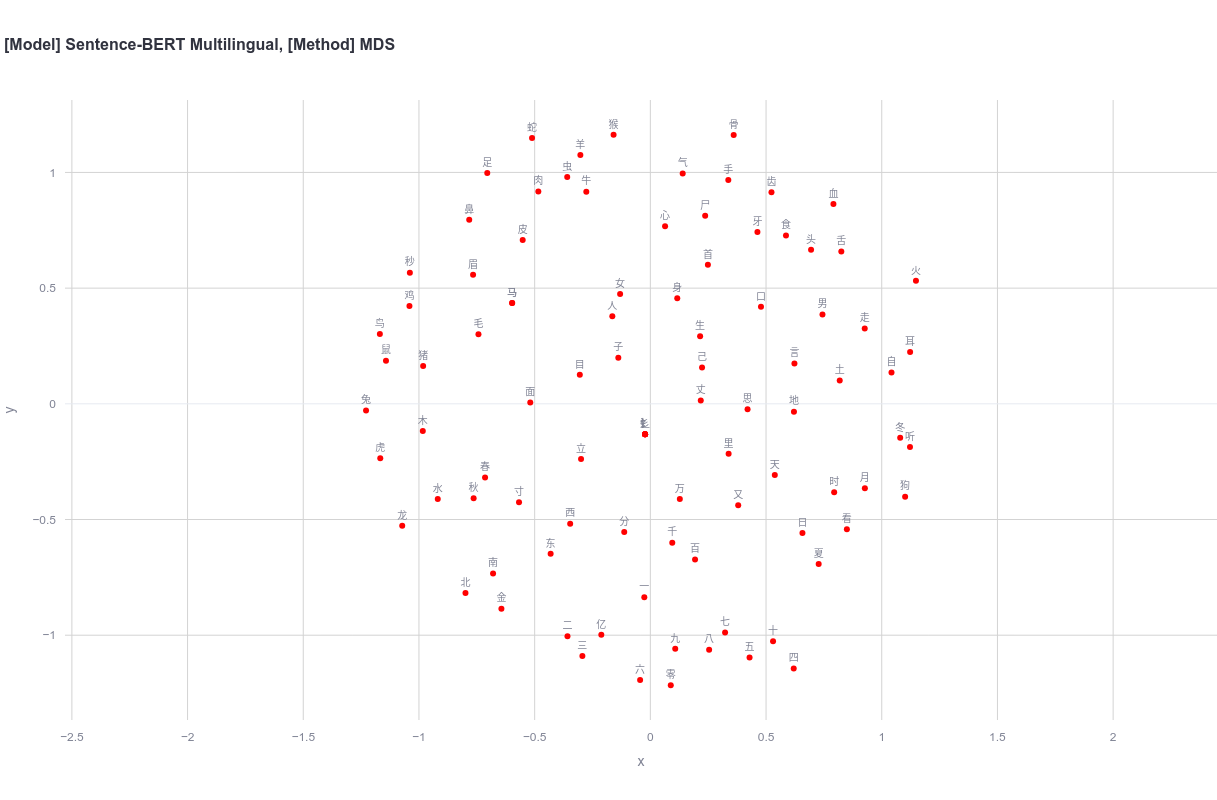 [Model] Sentence-BERT Multilingual, [Method] MDS
蛇
猴
骨
羊
足
虫
气
肉
牛
手
齿
血
鼻
尸
心
皮
牙
食
头
舌
首
秒
眉
火
女
身
鸡
马
人
口
男
鸟
毛
生
走
鼠
猪
子
己
言
耳
目
自
土
兔
面
丈
思
地
木
冬
虎
立
里
听
春
天
水
秋
寸
万
又
时
月
狗
龙
西
分
千
日
看
东
百
南
夏
北
金
一
二
亿
三
九
八
七
五
十
四
六
零
1
0.5
0
−0.5
−1
y
−2.5
−2
−1.5
−1
−0.5
0
0.5
1
1.5
2
x